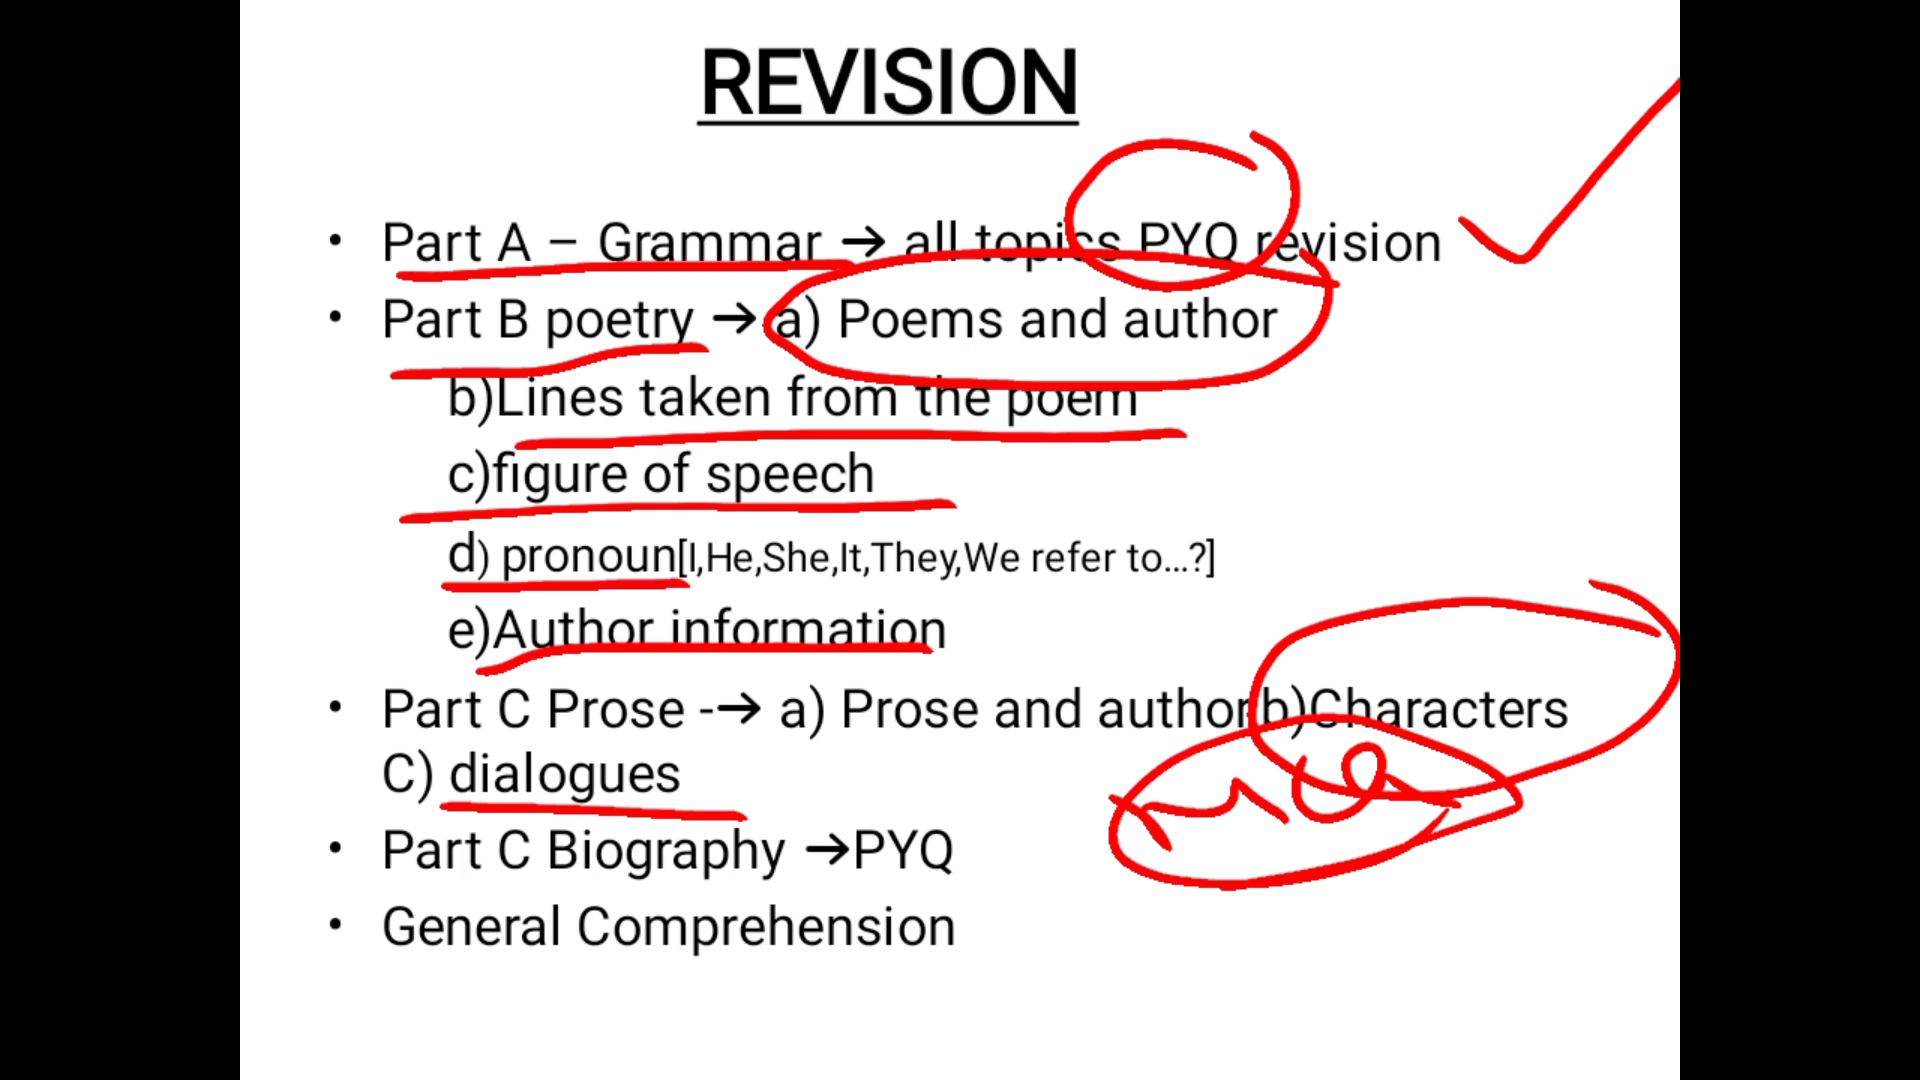 REVISION
• Part A – Grammar → all topics PYQ revision
• Part B poetry → a) Poems and author
b)Lines taken from the poem
c)figure of speech
d) pronoun[I,He,She,It,They,We refer to...?]
e)Author information
• Part C Prose -→ a) Prose and author b)Characters
C) dialogues
• Part C Biography →PYQ
• General Comprehension